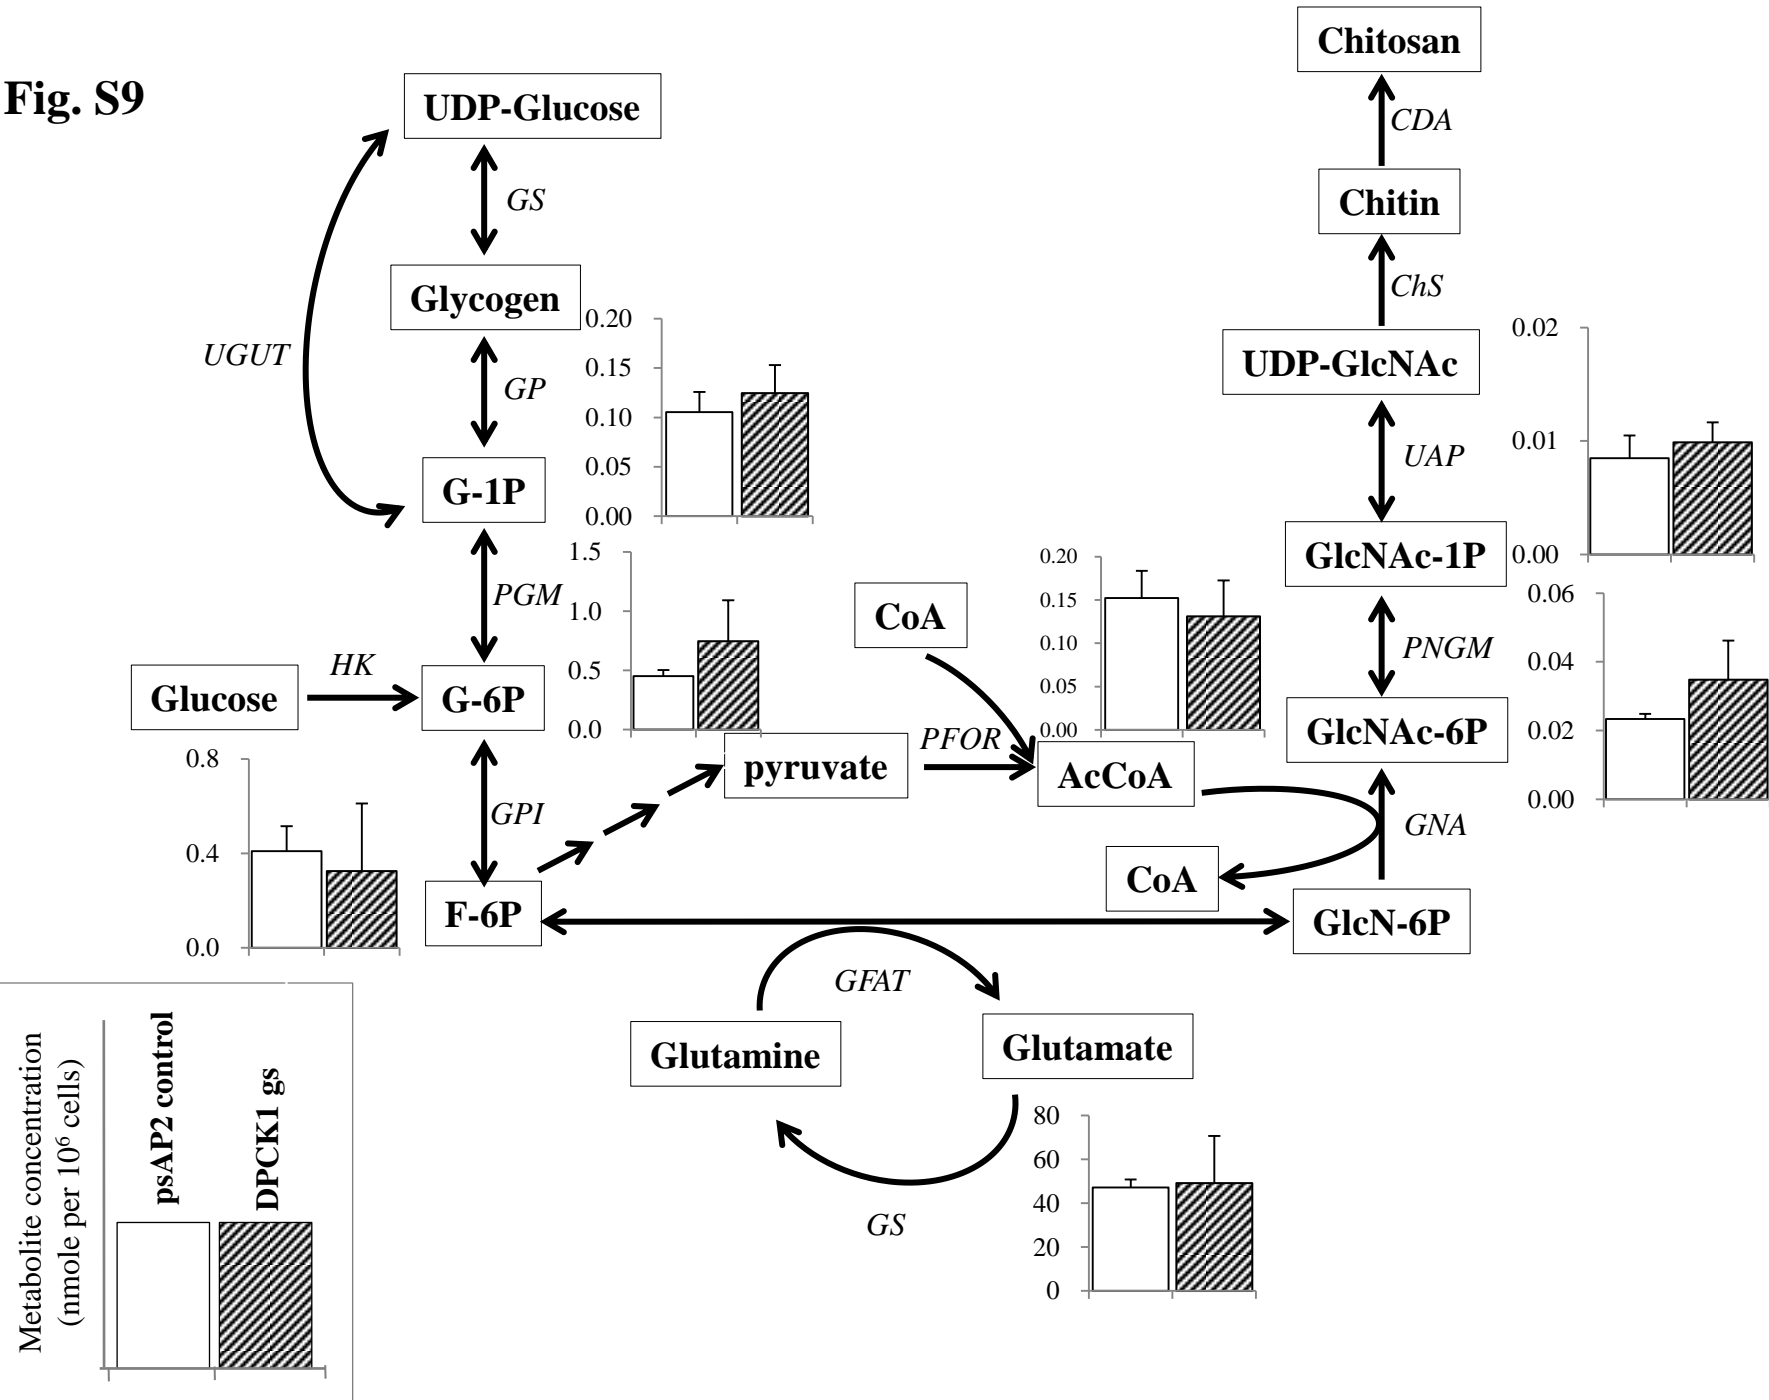 Fig. S9
UDP-Glucose
GS
Glycogen
UGUT
GP
G-1P
0.20
0.15
0.10
0.05
0.00
PGM
1.5
1.0
0.5
0.0
Glucose
HK
G-6P
0.8
0.4
0.0
GPI
F-6P
pyruvate
CoA
PFOR
AcCoA
0.20
0.15
0.10
0.05
0.00
CoA
Chitosan
CDA
Chitin
ChS
UDP-GlcNAc
UAP
0.02
0.01
0.00
GlcNAc-1P
PNGM
0.06
0.04
0.02
0.00
GlcNAc-6P
GNA
GlcN-6P
GFAT
Glutamine
Glutamate
GS
80
60
40
20
0
Metabolite concentration
(nmole per 10⁶ cells)
psAP2 control
DPCK1 gs